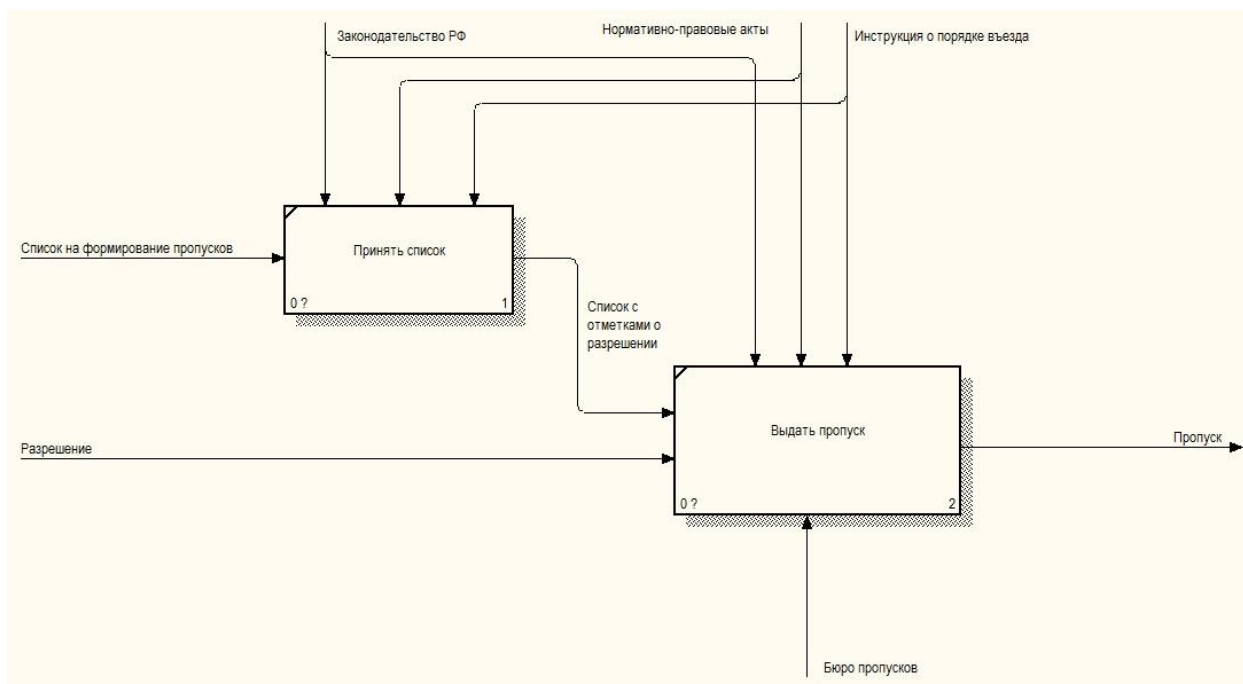 Законодательство РФ
Нормативно-правовые акты
Инструкция о порядке въезда
Список на формирование пропусков
Принять список
0 ?
1
Список с
отметками о
разрешении
Разрешение
Выдать пропуск
0 ?
2
Пропуск
Бюро пропусков